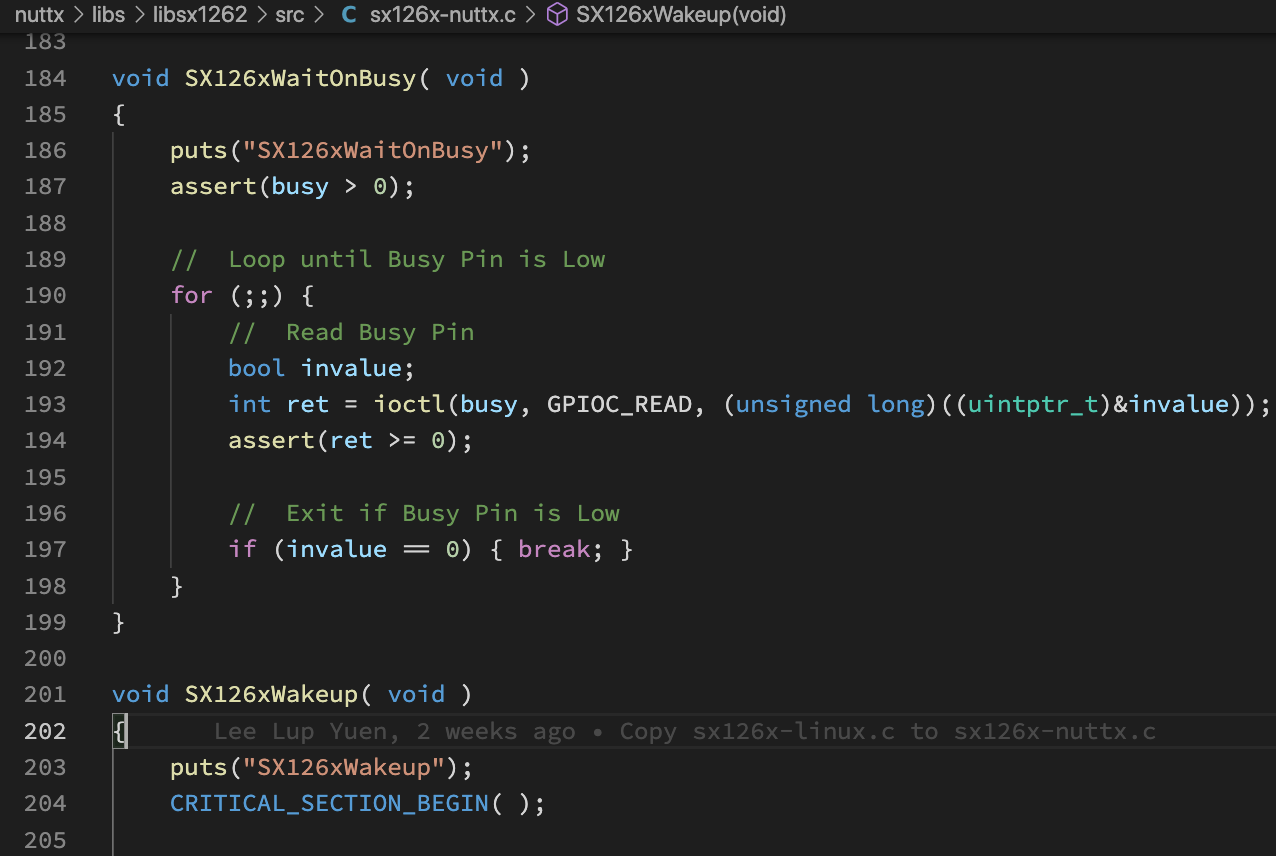 nuttx > libs > libsx1262 > src > C sx126x-nuttx.c > SX126xWakeup(void)
183
184 void SX126xWaitOnBusy( void )
185 {
186 puts("SX126xWaitOnBusy");
187 assert(busy > 0);
188
189 //  Loop until Busy Pin is Low
190 for (;;) {
191 //  Read Busy Pin
192 bool invalue;
193 int ret = ioctl(busy, GPIOC_READ, (unsigned long)((uintptr_t)&invalue));
194 assert(ret >= 0);
195
196 //  Exit if Busy Pin is Low
197 if (invalue == 0) { break; }
198 }
199 }
200
201 void SX126xWakeup( void )
202 { Lee Lup Yuen, 2 weeks ago • Copy sx126x-linux.c to sx126x-nuttx.c
203 puts("SX126xWakeup");
204 CRITICAL_SECTION_BEGIN( );
205